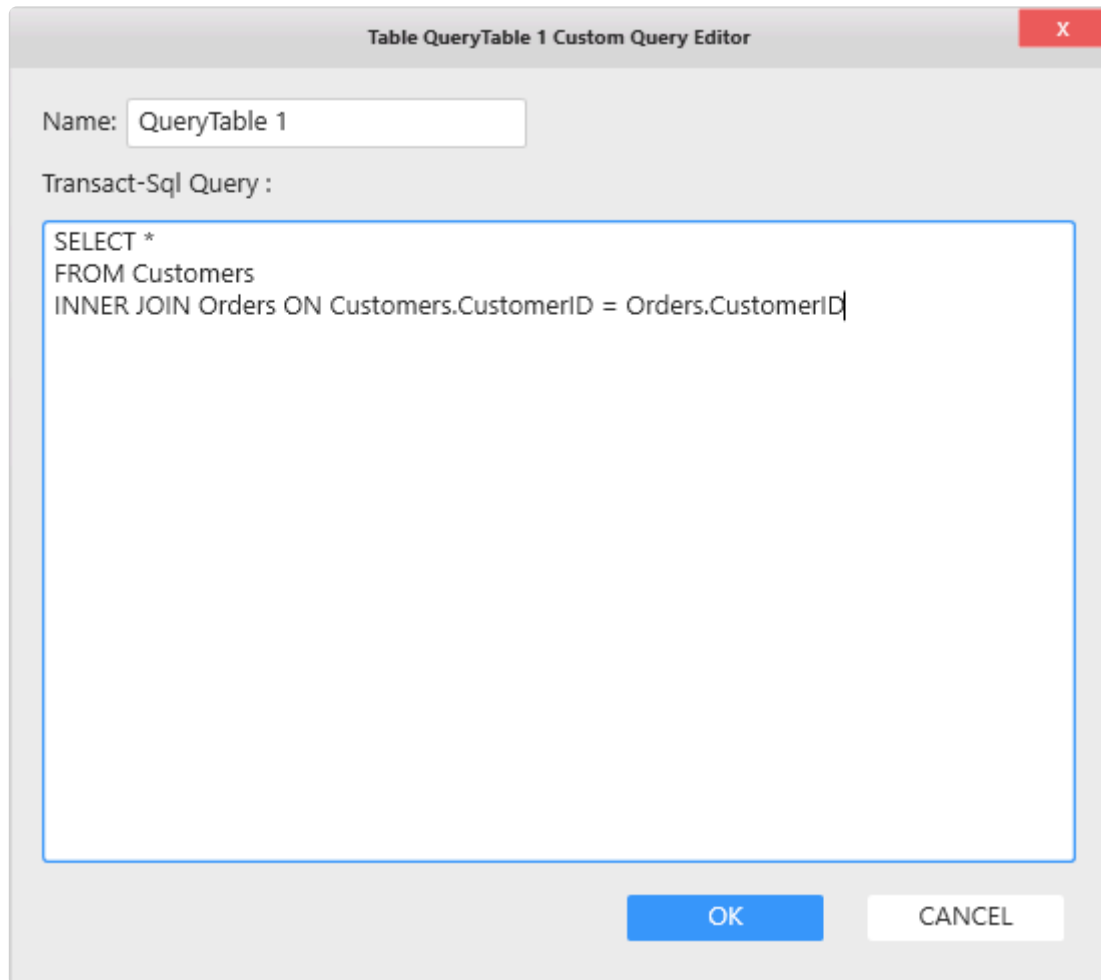 Table QueryTable 1 Custom Query Editor
X
Name: QueryTable 1
Transact-Sql Query :
SELECT *
FROM Customers
INNER JOIN Orders ON Customers.CustomerID = Orders.CustomerID
OK CANCEL